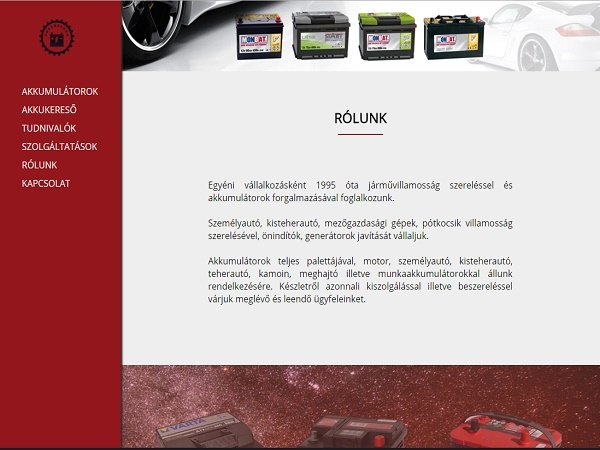 AKKUMULÁTOROK
AKKUKERESŐ
TUDNIVALÓK
SZOLGÁLTATÁSOK
RÓLUNK
KAPCSOLAT
RÓLUNK
Egyéni vállalkozásként 1995 óta járművillamosság szereléssel és
akkumulátorok forgalmazásával foglalkozunk.
Személyautó, kisteherautó, mezőgazdasági gépek, pótkocsik villamosság
szerelésével, önindítók, generátorok javítását vállaljuk.
Akkumulátorok teljes palettájával, motor, személyautó, kisteherautó,
teherautó, kamoin, meghajtó illetve munkaakkumulátorokkal állunk
rendelkezésére. Készletről azonnali kiszolgálással illetve beszereléssel
várjuk meglévő és leendő ügyfeleinket.
VARTA